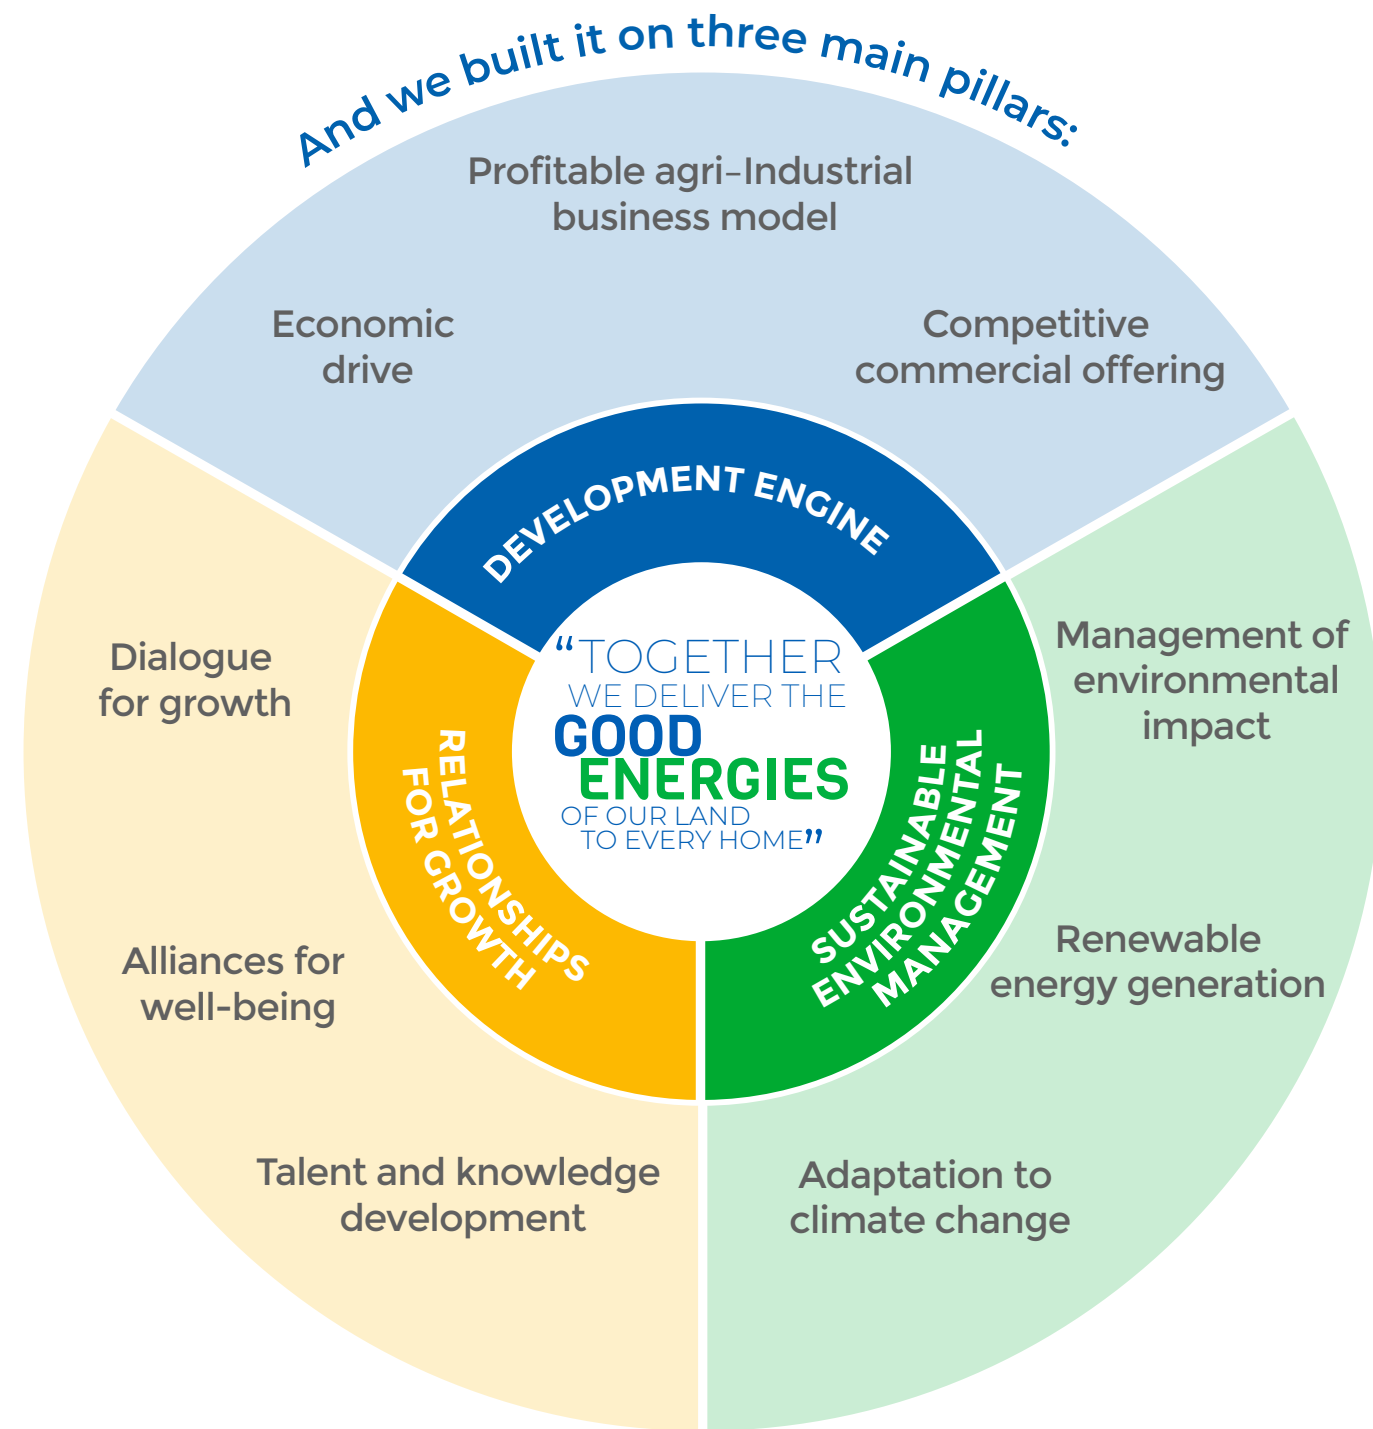 And we built it on three main pillars:
Profitable agri–Industrial
business model
Economic
drive
Competitive
commercial offering
DEVELOPMENT ENGINE
“TOGETHER
WE DELIVER THE
GOOD
ENERGIES
OF OUR LAND
TO EVERY HOME”
RELATIONSHIPS
FOR GROWTH
SUSTAINABLE
ENVIRONMENTAL
MANAGEMENT
Dialogue
for growth
Alliances for
well-being
Talent and knowledge
development
Management of
environmental
impact
Renewable
energy generation
Adaptation to
climate change